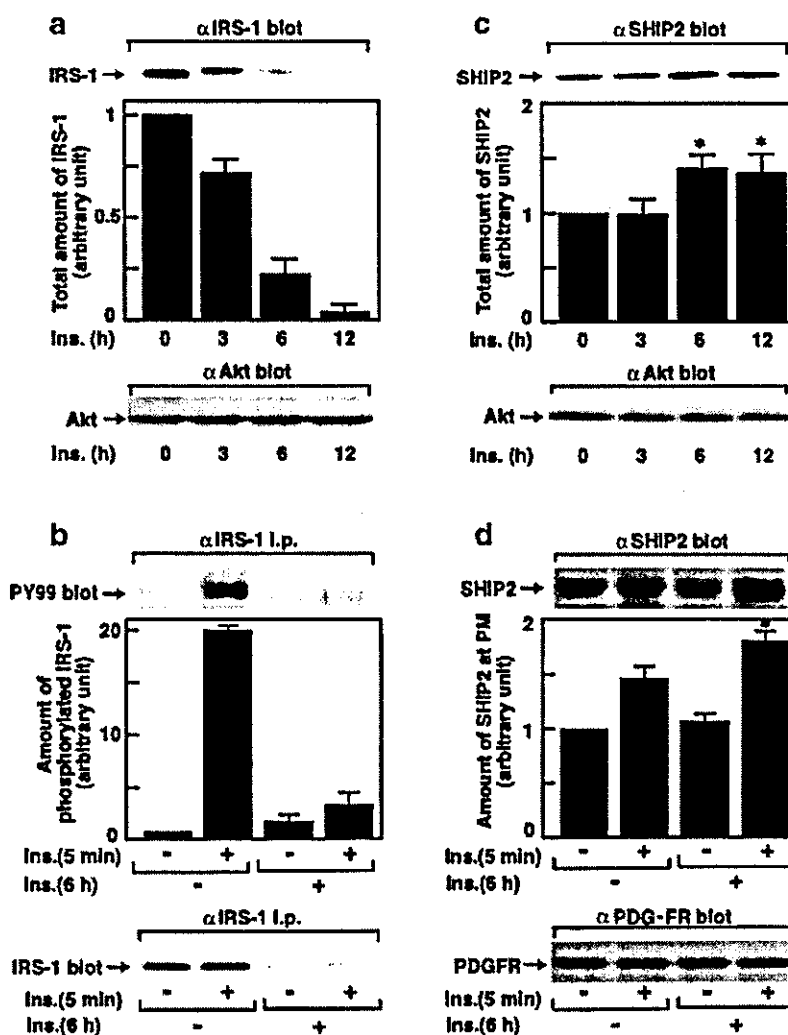 a
αIRS-1 blot
IRS-1→
1
0.5
0
Total amount of IRS-1
(arbitrary unit)
Ins. (h) 0 3 6 12
αAkt blot
Akt→
Ins. (h) 0 3 6 12
c
αSHIP2 blot
SHIP2→
2
1
0
Total amount of SHIP2
(arbitrary unit)
* *
Ins. (h) 0 3 6 12
αAkt blot
Akt→
Ins. (h) 0 3 6 12
b
αIRS-1 I.p.
PY99 blot→
20
10
0
Amount of
phosphorylated IRS-1
(arbitrary unit)
Ins.(5 min) - + - +
Ins.(6 h) - +
αIRS-1 I.p.
IRS-1 blot→
Ins.(5 min) - + - +
Ins.(6 h) - +
d
αSHIP2 blot
SHIP2→
2
1
0
Amount of SHIP2 at PM
(arbitrary unit)
*
Ins.(5 min) - + - +
Ins.(6 h) - +
αPDG-FR blot
PDGFR→
Ins.(5 min) - + - +
Ins.(6 h) - +